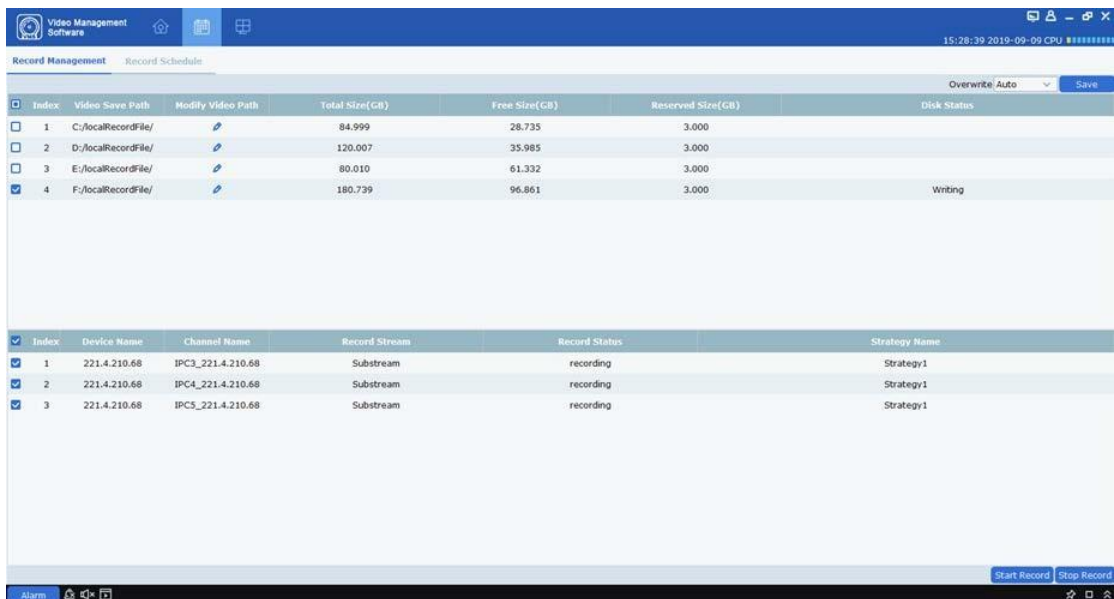 Video Management
Software
15:28:39 2019-09-09 CPU
Record Management Record Schedule
Overwrite Auto Save
Index Video Save Path Modify Video Path Total Size(GB) Free Size(GB) Reserved Size(GB) Disk Status
1 C:/localRecordFile/ 84.999 28.735 3.000
2 D:/localRecordFile/ 120.007 35.985 3.000
3 E:/localRecordFile/ 80.010 61.332 3.000
4 F:/localRecordFile/ 180.739 96.861 3.000 Writing
Index Device Name Channel Name Record Stream Record Status Strategy Name
1 221.4.210.68 IPC3_221.4.210.68 Substream recording Strategy1
2 221.4.210.68 IPC4_221.4.210.68 Substream recording Strategy1
3 221.4.210.68 IPC5_221.4.210.68 Substream recording Strategy1
Start Record Stop Record
Alarm